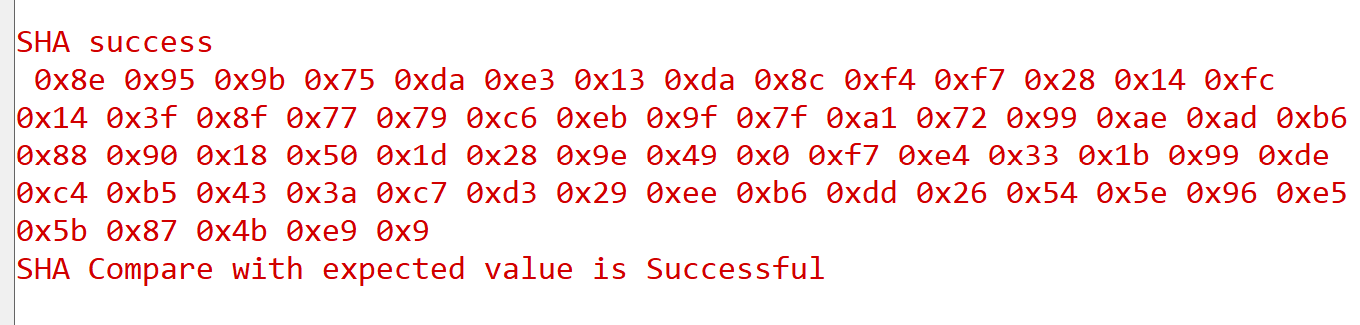 SHA success
0x8e 0x95 0x9b 0x75 0xda 0xe3 0x13 0xda 0x8c 0xf4 0xf7 0x28 0x14 0xfc
0x14 0x3f 0x8f 0x77 0x79 0xc6 0xeb 0x9f 0x7f 0xa1 0x72 0x99 0xae 0xad 0xb6
0x88 0x90 0x18 0x50 0x1d 0x28 0x9e 0x49 0x0 0xf7 0xe4 0x33 0x1b 0x99 0xde
0xc4 0xb5 0x43 0x3a 0xc7 0xd3 0x29 0xee 0xb6 0xdd 0x26 0x54 0x5e 0x96 0xe5
0x5b 0x87 0x4b 0xe9 0x9
SHA Compare with expected value is Successful